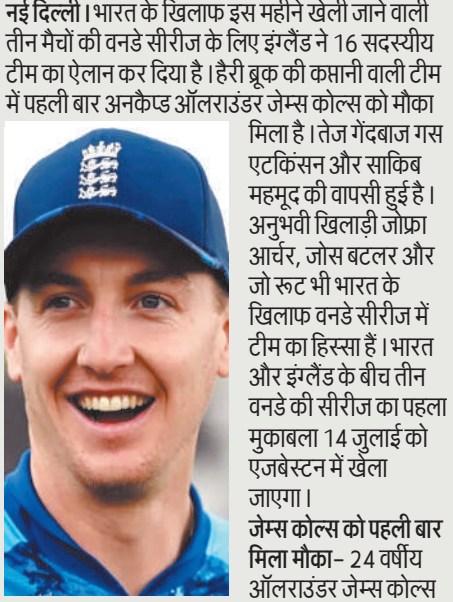 नई दिल्ली। भारत के खिलाफ इस महीने खेली जाने वाली
तीन मैचों की वनडे सीरीज के लिए इंग्लैंड ने 16 सदस्यीय
टीम का ऐलान कर दिया है। हैरी ब्रूक की कप्तानी वाली टीम
में पहली बार अनकैप्ड ऑलराउंडर जेम्स कोल्स को मौका
मिला है। तेज गेंदबाज गस
एटकिंसन और साकिब
महमूद की वापसी हुई है।
अनुभवी खिलाड़ी जोफ्रा
आर्चर, जोस बटलर और
जो रूट भी भारत के
खिलाफ वनडे सीरीज में
टीम का हिस्सा हैं। भारत
और इंग्लैंड के बीच तीन
वनडे की सीरीज का पहला
मुकाबला 14 जुलाई को
एजबेस्टन में खेला
जाएगा।
जेम्स कोल्स को पहली बार
मिला मौका– 24 वर्षीय
ऑलराउंडर जेम्स कोल्स